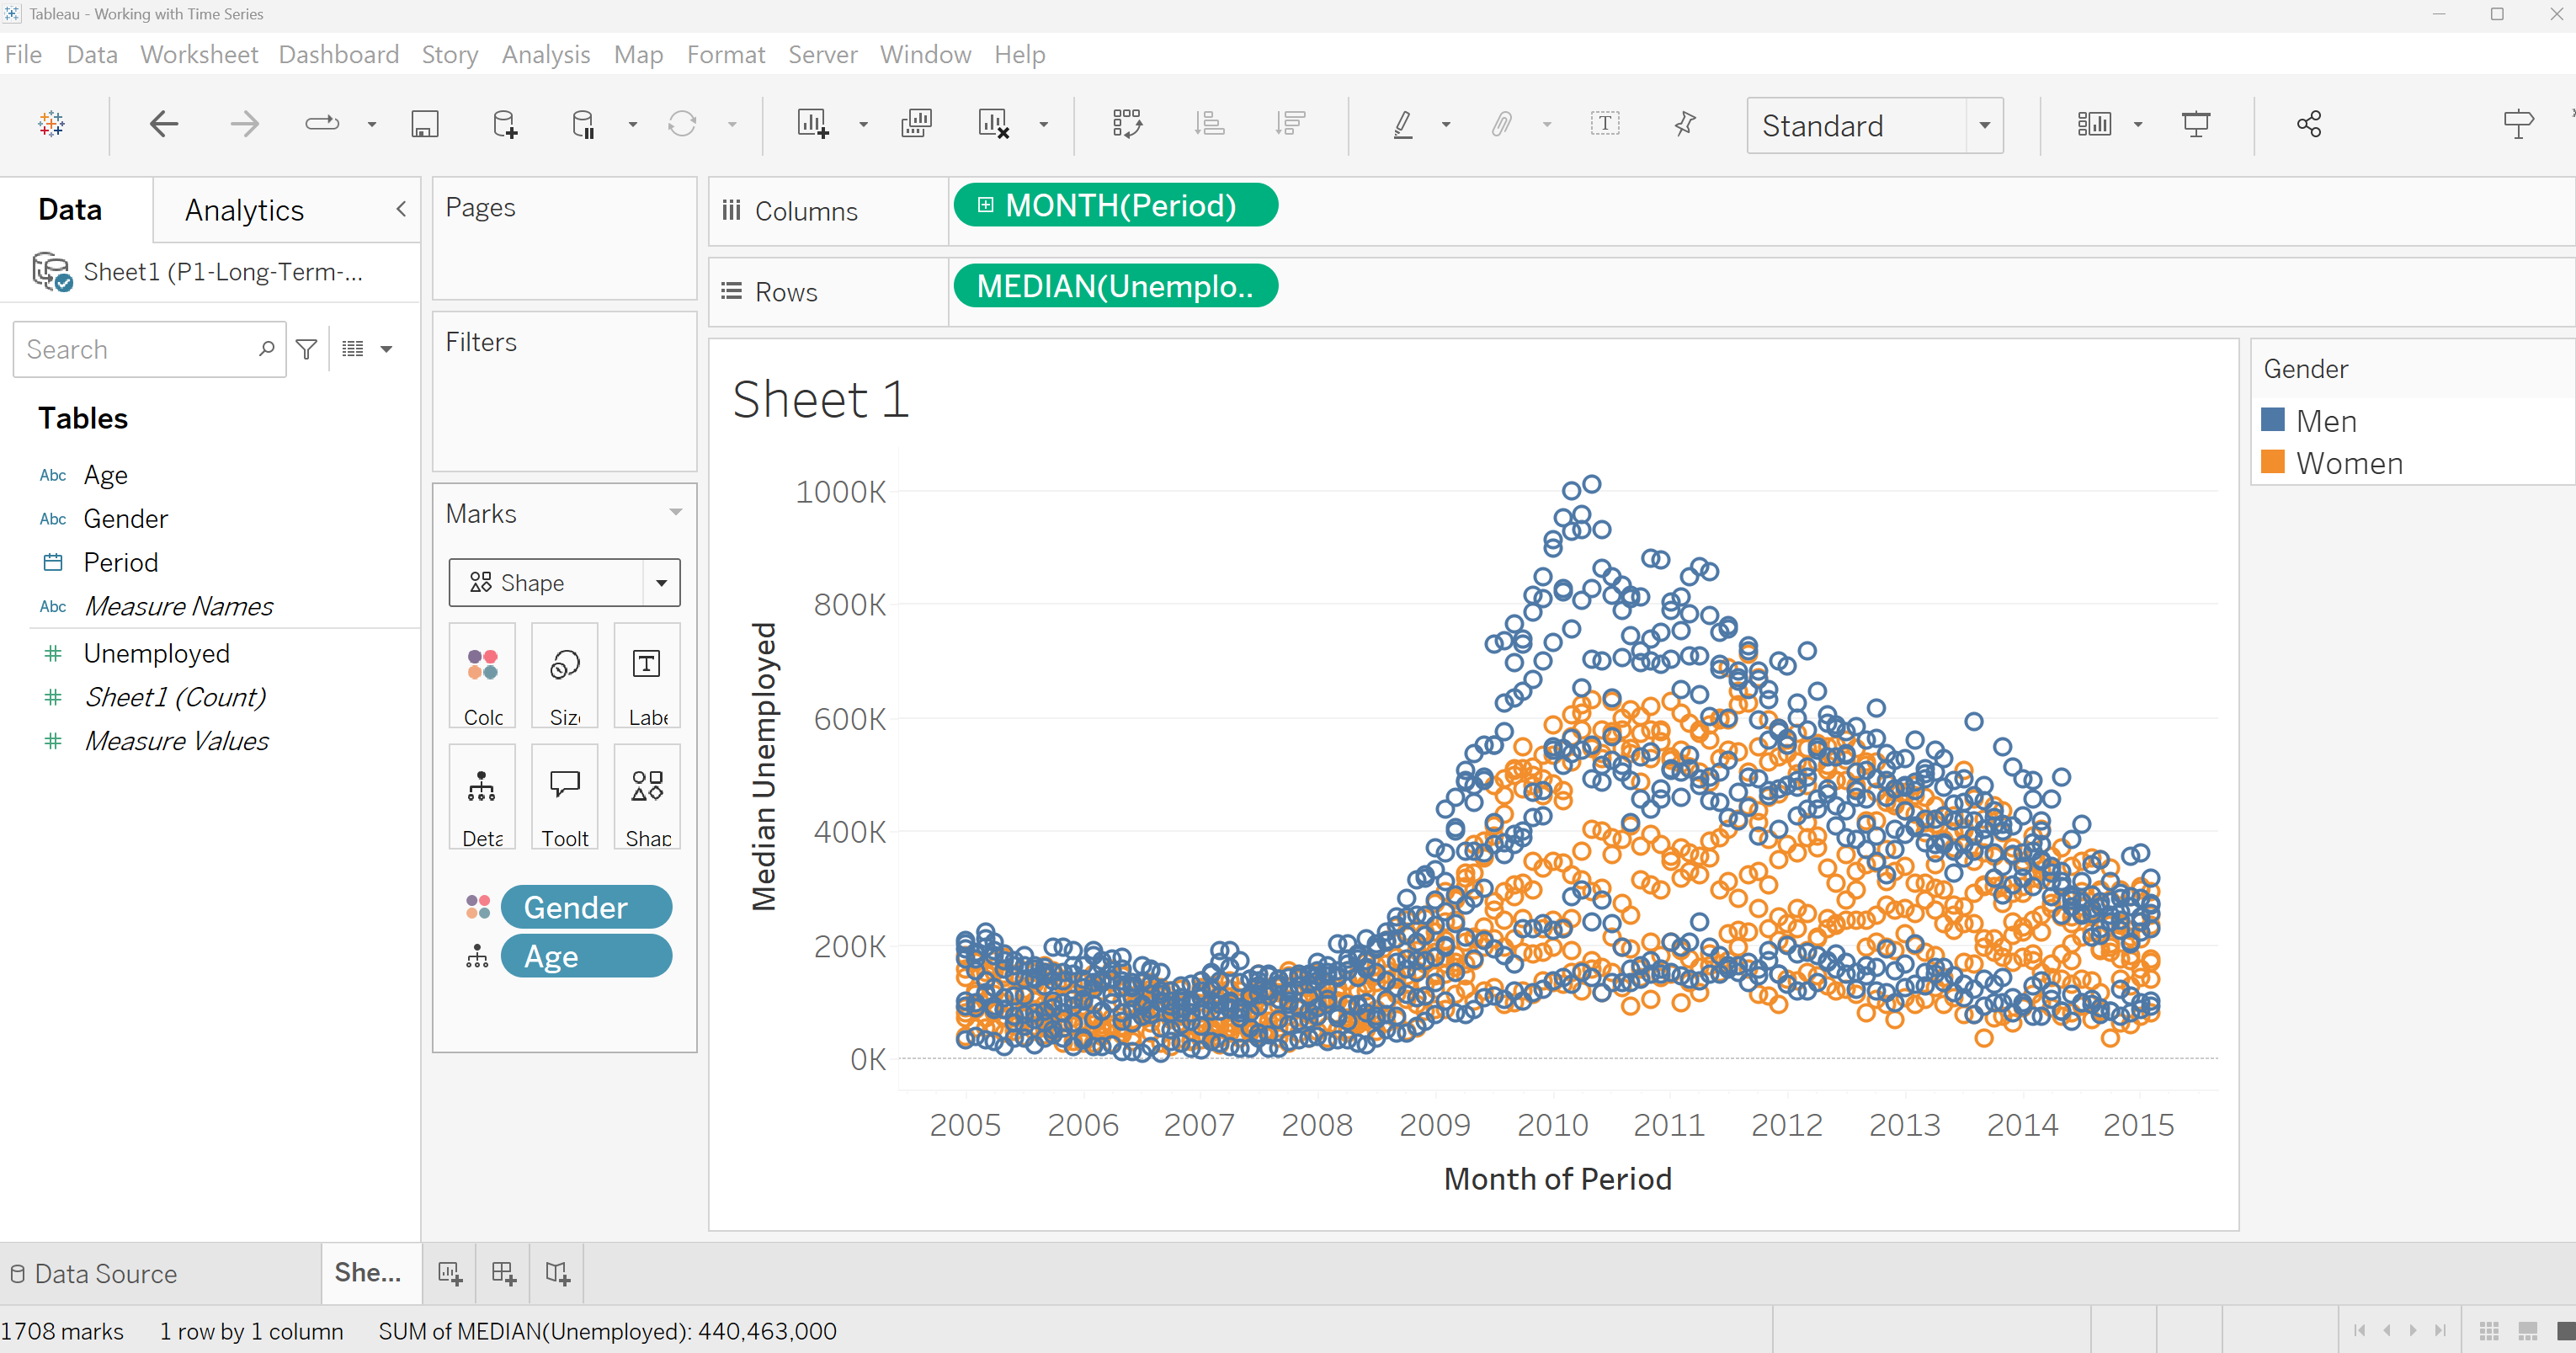 Tableau - Working with Time Series
File Data Worksheet Dashboard Story Analysis Map Format Server Window Help
Standard
Data Analytics
Pages
Columns MONTH(Period)
Sheet1 (P1-Long-Term-...
Rows MEDIAN(Unemplo..
Search
Filters
Tables
Abc Age
Abc Gender
Period
Abc Measure Names
Unemployed
Sheet1 (Count)
Measure Values
Marks
Shape
Colc Size Labe
Deta Toolt Shap
Gender
Age
Sheet 1
1000K
800K
600K
400K
200K
0K
Median Unemployed
2005 2006 2007 2008 2009 2010 2011 2012 2013 2014 2015
Month of Period
Gender
Men
Women
Data Source She...
1708 marks 1 row by 1 column SUM of MEDIAN(Unemployed): 440,463,000